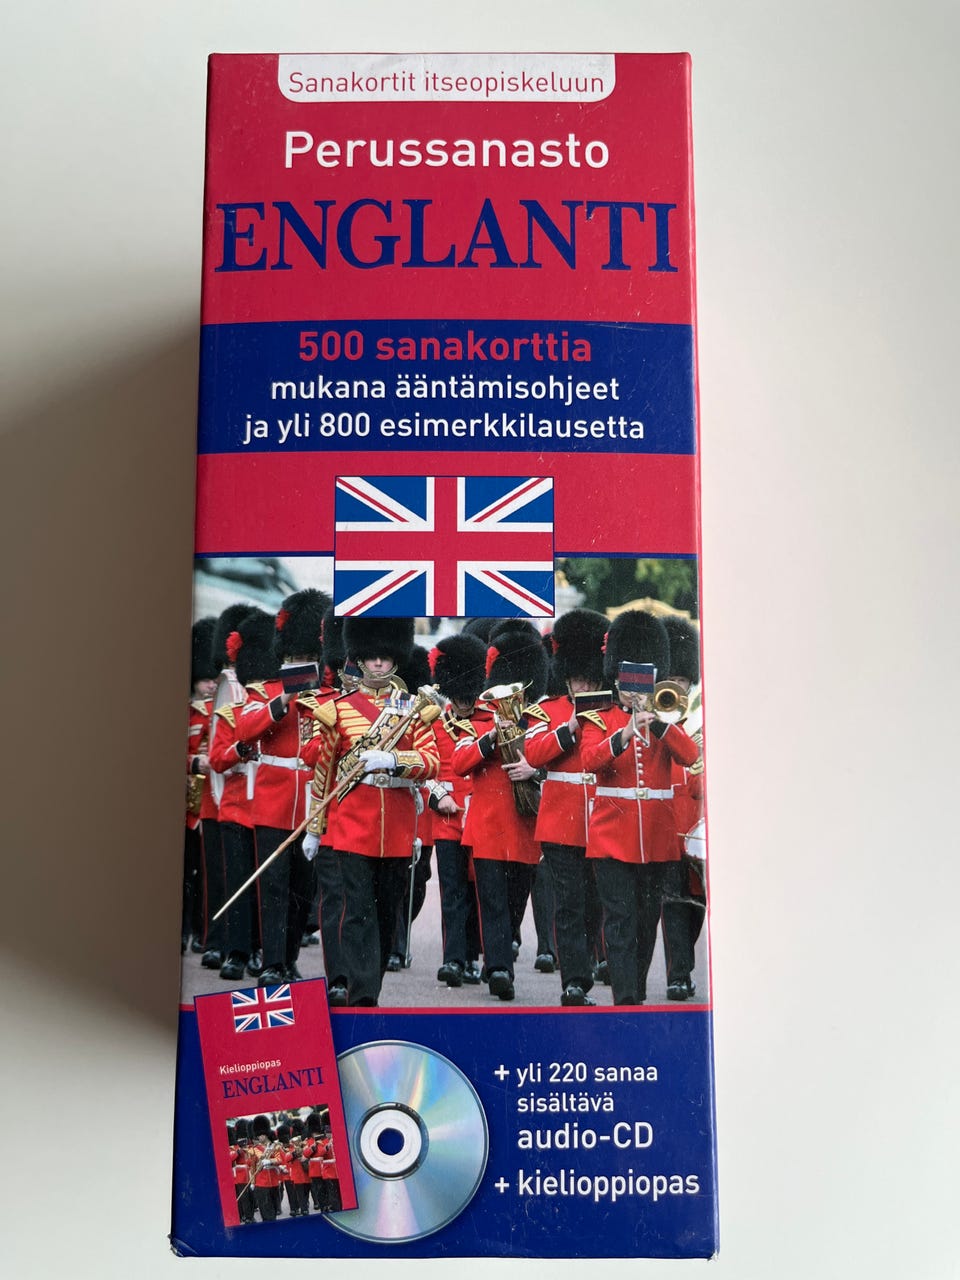 Sanakortit itseopiskeluun
Perussanasto
ENGLANTI
500 sanakorttia
mukana ääntämisohjeet
ja yli 800 esimerkkilausetta
Kielioppiopas
ENGLANTI
+ yli 220 sanaa
sisältävä
audio-CD
+ kielioppiopas